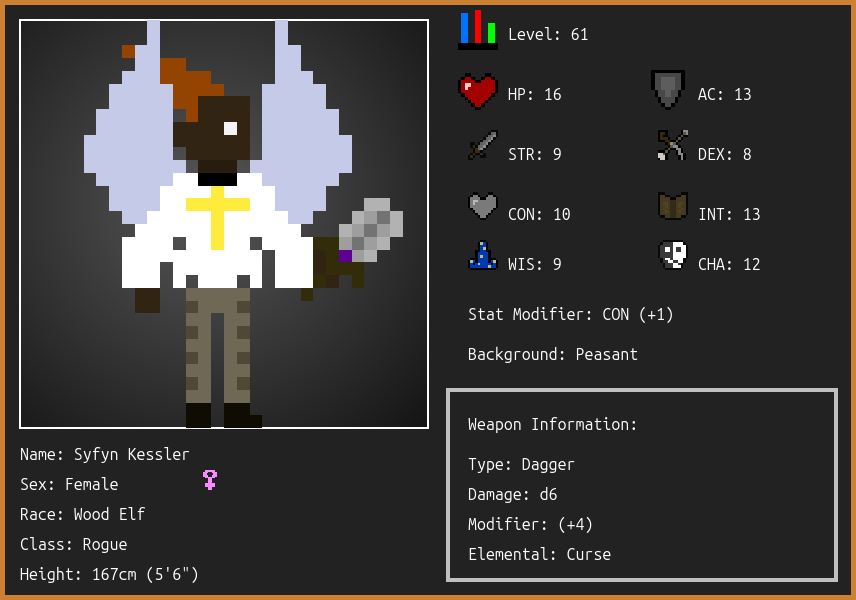 Level: 61
HP: 16
AC: 13
STR: 9
DEX: 8
CON: 10
INT: 13
WIS: 9
CHA: 12
Stat Modifier: CON (+1)
Background: Peasant
Weapon Information:
Type: Dagger
Damage: d6
Modifier: (+4)
Elemental: Curse
Name: Syfyn Kessler
Sex: Female
Race: Wood Elf
Class: Rogue
Height: 167cm (5'6")